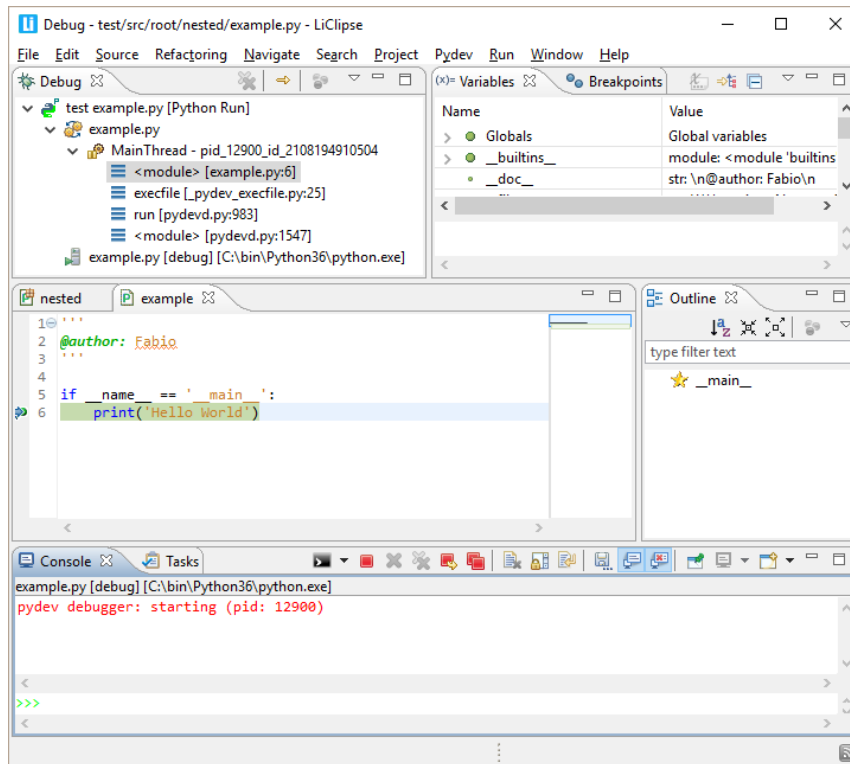 Debug - test/src/root/nested/example.py - LiClipse
File Edit Source Refactoring Navigate Search Project Pydev Run Window Help
Debug
test example.py [Python Run]
example.py
MainThread - pid_12900_id_2108194910504
<module> [example.py:6]
execfile [_pydev_execfile.py:25]
run [pydevd.py:983]
<module> [pydevd.py:1547]
example.py [debug] [C:\bin\Python36\python.exe]
(x)= Variables Breakpoints
Name Value
Globals Global variables
__builtins__ module: <module 'builtins
__doc__ str: \n@author: Fabio\n
nested example
1 '''
2 @author: Fabio
3 '''
4
5 if __name__ == '__main__':
6 print('Hello World')
Outline
type filter text
__main__
Console Tasks
example.py [debug] [C:\bin\Python36\python.exe]
pydev debugger: starting (pid: 12900)
>>>